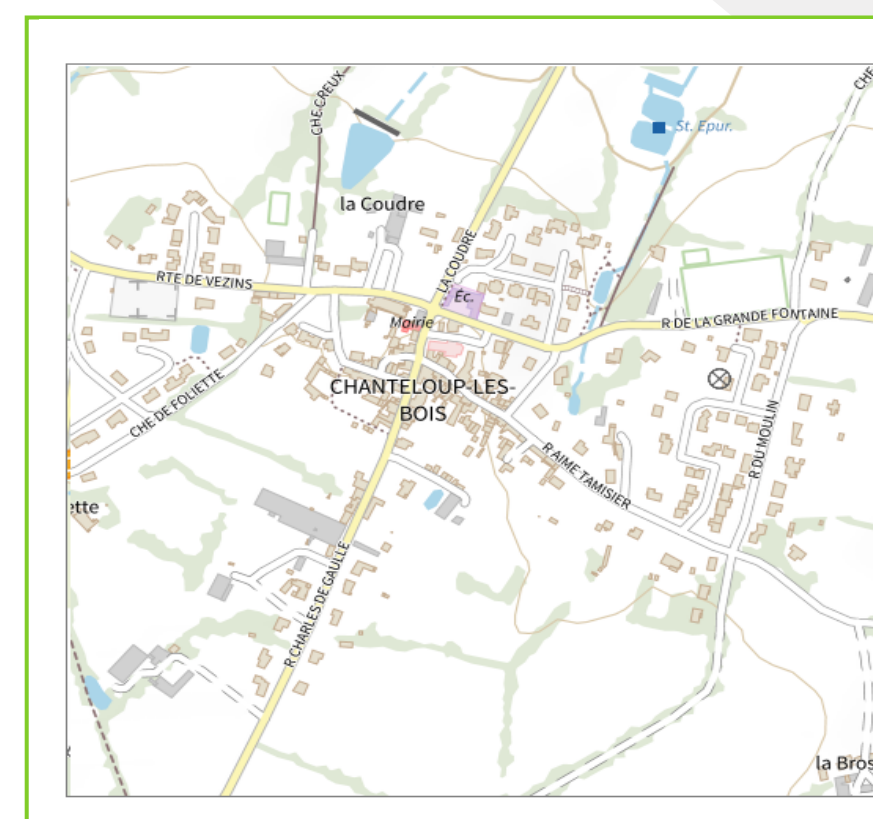 CHE CREUX
CHE
St. Epur.
la Coudre
LA COUDRE
RTE DE VEZINS
Éc.
Mairie
R DE LA GRANDE FONTAINE
CHANTELOUP-LES-
BOIS
CHE DE FOLIETTE
R DU MOULIN
R AIME TAMISIER
ette
R CHARLES DE GAULLE
la Bros